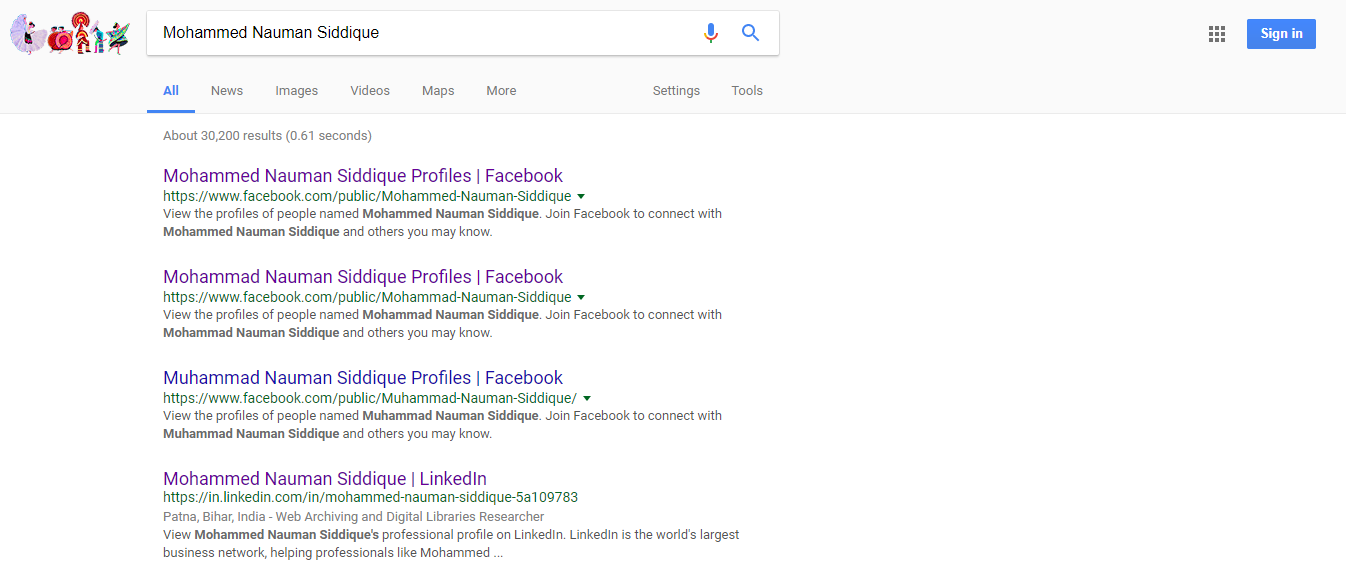 Mohammed Nauman Siddique
Sign in
All News Images Videos Maps More Settings Tools
About 30,200 results (0.61 seconds)
Mohammed Nauman Siddique Profiles | Facebook
https://www.facebook.com/public/Mohammed-Nauman-Siddique
View the profiles of people named Mohammed Nauman Siddique. Join Facebook to connect with
Mohammed Nauman Siddique and others you may know.
Mohammad Nauman Siddique Profiles | Facebook
https://www.facebook.com/public/Mohammad-Nauman-Siddique
View the profiles of people named Mohammad Nauman Siddique. Join Facebook to connect with
Mohammad Nauman Siddique and others you may know.
Muhammad Nauman Siddique Profiles | Facebook
https://www.facebook.com/public/Muhammad-Nauman-Siddique/
View the profiles of people named Muhammad Nauman Siddique. Join Facebook to connect with
Muhammad Nauman Siddique and others you may know.
Mohammed Nauman Siddique | LinkedIn
https://in.linkedin.com/in/mohammed-nauman-siddique-5a109783
Patna, Bihar, India - Web Archiving and Digital Libraries Researcher
View Mohammed Nauman Siddique's professional profile on LinkedIn. LinkedIn is the world's largest
business network, helping professionals like Mohammed ...